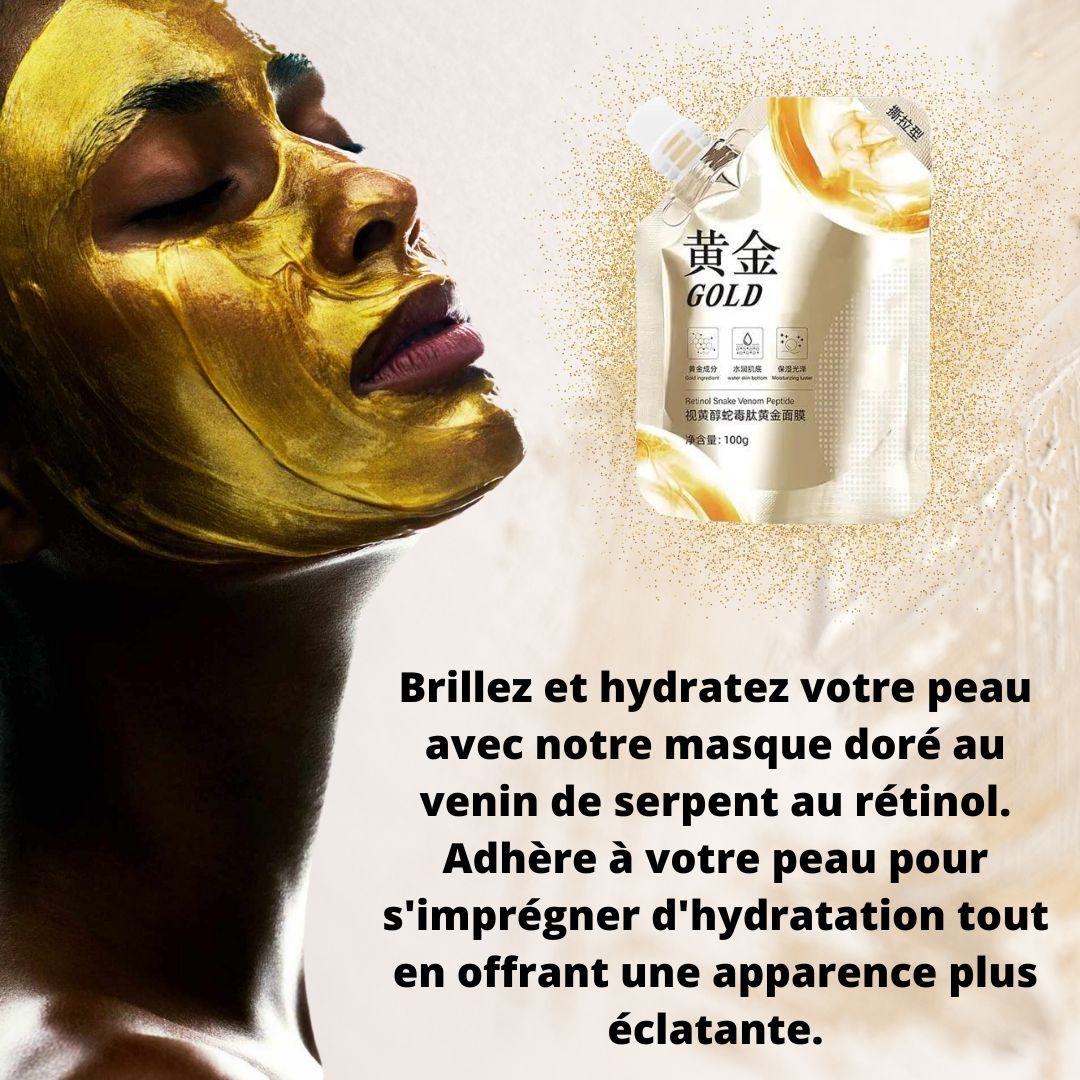 撕拉型
黄金
GOLD
黄金成分 水润肌底 保湿光泽
Gold ingredient water skin bottom Moisturizing luster
Retinol Snake Venom Peptide
视黄醇蛇毒肽黄金面膜
净含量: 100g
Brillez et hydratez votre peau
avec notre masque doré au
venin de serpent au rétinol.
Adhère à votre peau pour
s'imprégner d'hydratation tout
en offrant une apparence plus
éclatante.